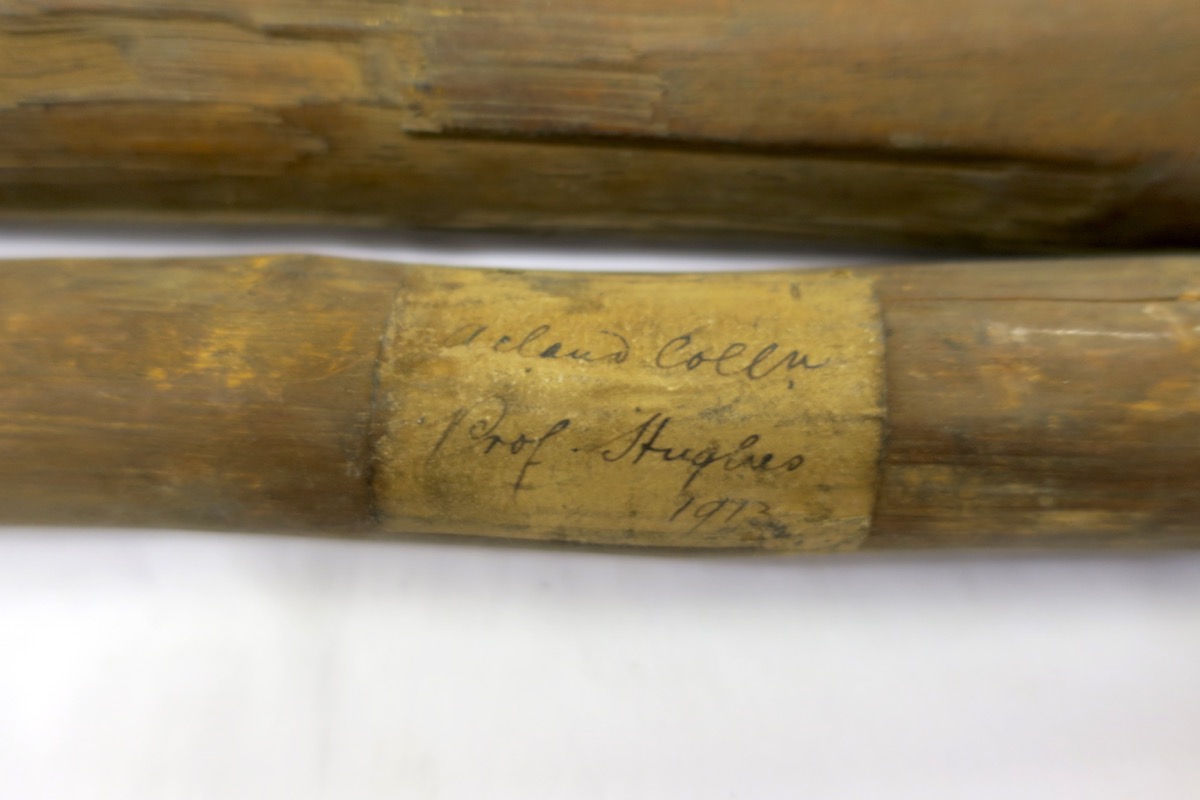 Acland Colln
Prof. Hughes
1913